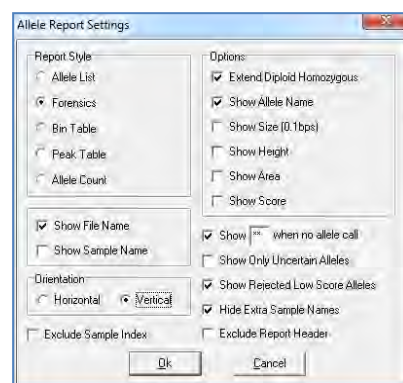 Allele Report Settings
Report Style
Allele List
Forensics
Bin Table
Peak Table
Allele Count
Show File Name
Show Sample Name
Orientation
Horizontal Vertical
Exclude Sample Index
Options
Extend Diploid Homozygous
Show Allele Name
Show Size (0.1bps)
Show Height
Show Area
Show Score
Show ** when no allele call
Show Only Uncertain Alleles
Show Rejected Low Score Alleles
Hide Extra Sample Names
Exclude Report Header
Ok Cancel